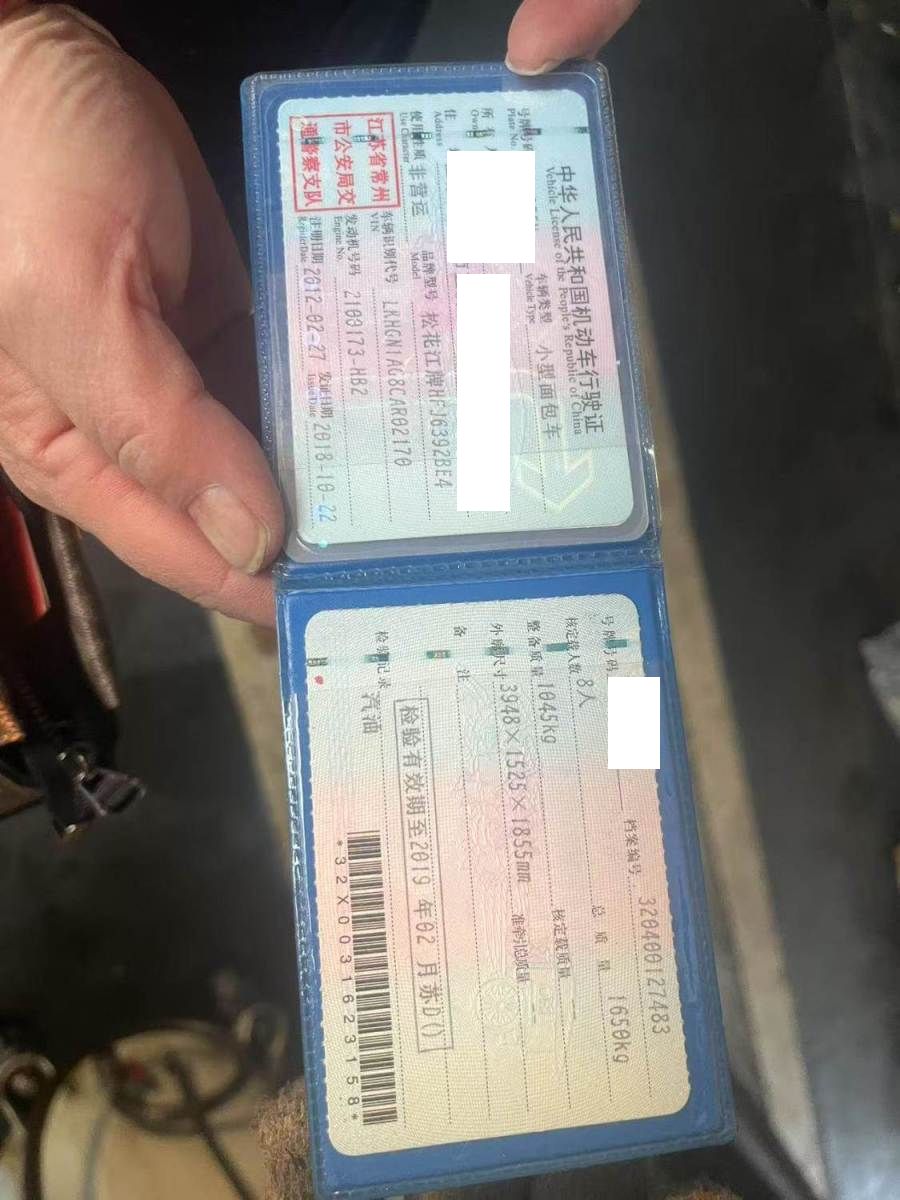 中华人民共和国机动车行驶证
Vehicle License of the People's Republic of China
号牌号码
Plate No.
车辆类型
Vehicle Type
小型面包车
所有人
Owner
住
Address
使用性质 非营运
Use Character
品牌型号 松花江牌HFJ6392BE4
Model
江苏省常州
市公安局交
通警察支队
车辆识别代号 LKHGN1AG8CAR02170
VIN
发动机号码 2103173-HB2
Engine No.
注册日期 2012-02-27 发证日期 2018-10-22
Register Date Issue Date
号牌号码 档案编号 320400127483
核定载人数 8人 总质量 1650kg
整备质量 1045kg 核定载质量
外廓尺寸 3948×1525×1855mm 准牵引总质量
备注
检验有效期至2019年02月苏D()
检验记录 汽油
*32X0031623158*